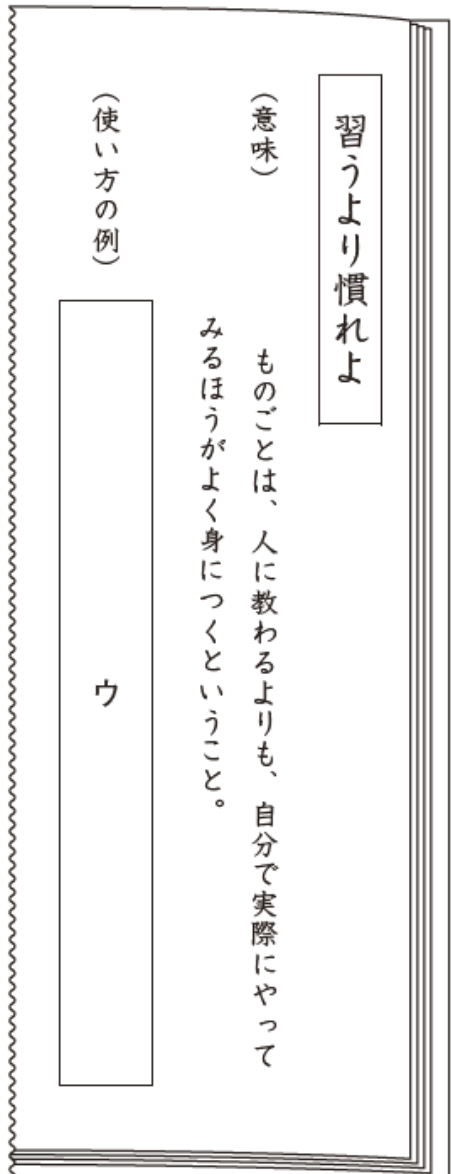 習うより慣れよ
（意味）
ものごとは、人に教わるよりも、自分で実際にやって
みるほうがよく身につくということ。
（使い方の例）
ウ